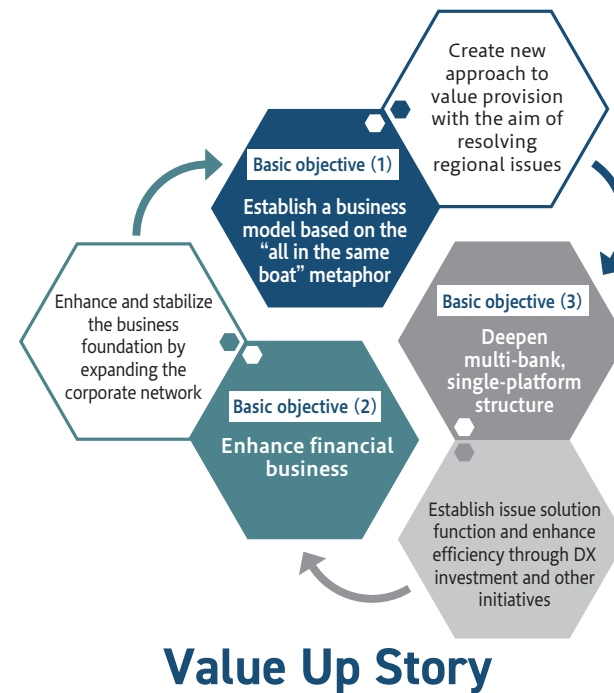 Create new
approach to
value provision
with the aim of
resolving
regional issues
Basic objective (1)
Establish a business
model based on the
“all in the same
boat” metaphor
Enhance and stabilize
the business
foundation by
expanding the
corporate network
Basic objective (2)
Enhance financial
business
Basic objective (3)
Deepen
multi-bank,
single-platform
structure
Establish issue solution
function and enhance
efficiency through DX
investment and other
initiatives
Value Up Story